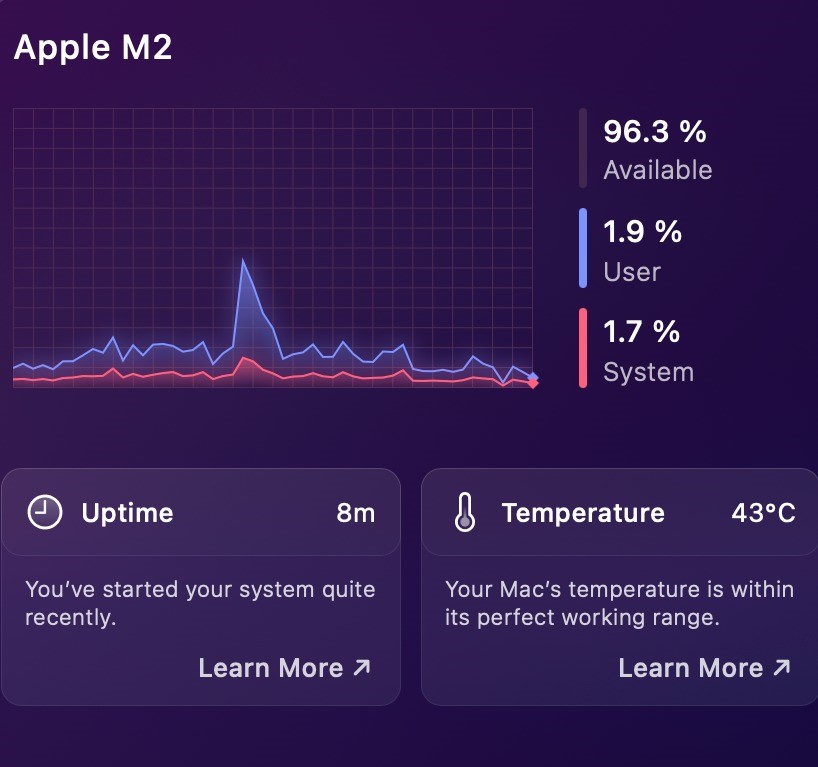 Apple M2
96.3 %
Available
1.9 %
User
1.7 %
System
Uptime 8m
You’ve started your system quite
recently.
Learn More ↗
Temperature 43°C
Your Mac’s temperature is within
its perfect working range.
Learn More ↗